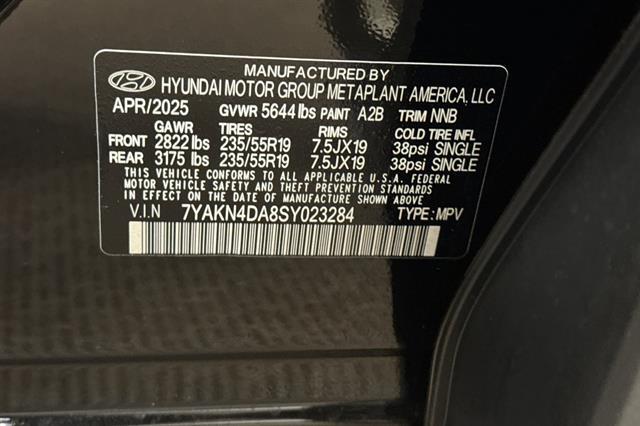 MANUFACTURED BY
HYUNDAI MOTOR GROUP METAPLANT AMERICA, LLC
APR/2025 GVWR 5644 lbs PAINT A2B TRIM NNB
GAWR TIRES RIMS COLD TIRE INFL
FRONT 2822 lbs 235/55R19 7.5JX19 38psi SINGLE
REAR 3175 lbs 235/55R19 7.5JX19 38psi SINGLE
THIS VEHICLE CONFORMS TO ALL APPLICABLE U.S.A. FEDERAL
MOTOR VEHICLE SAFETY AND THEFT PREVENTION STANDARDS
IN EFFECT ON THE DATE OF MANUFACTURE SHOWN ABOVE
V.I.N 7YAKN4DA8SY023284 TYPE: MPV